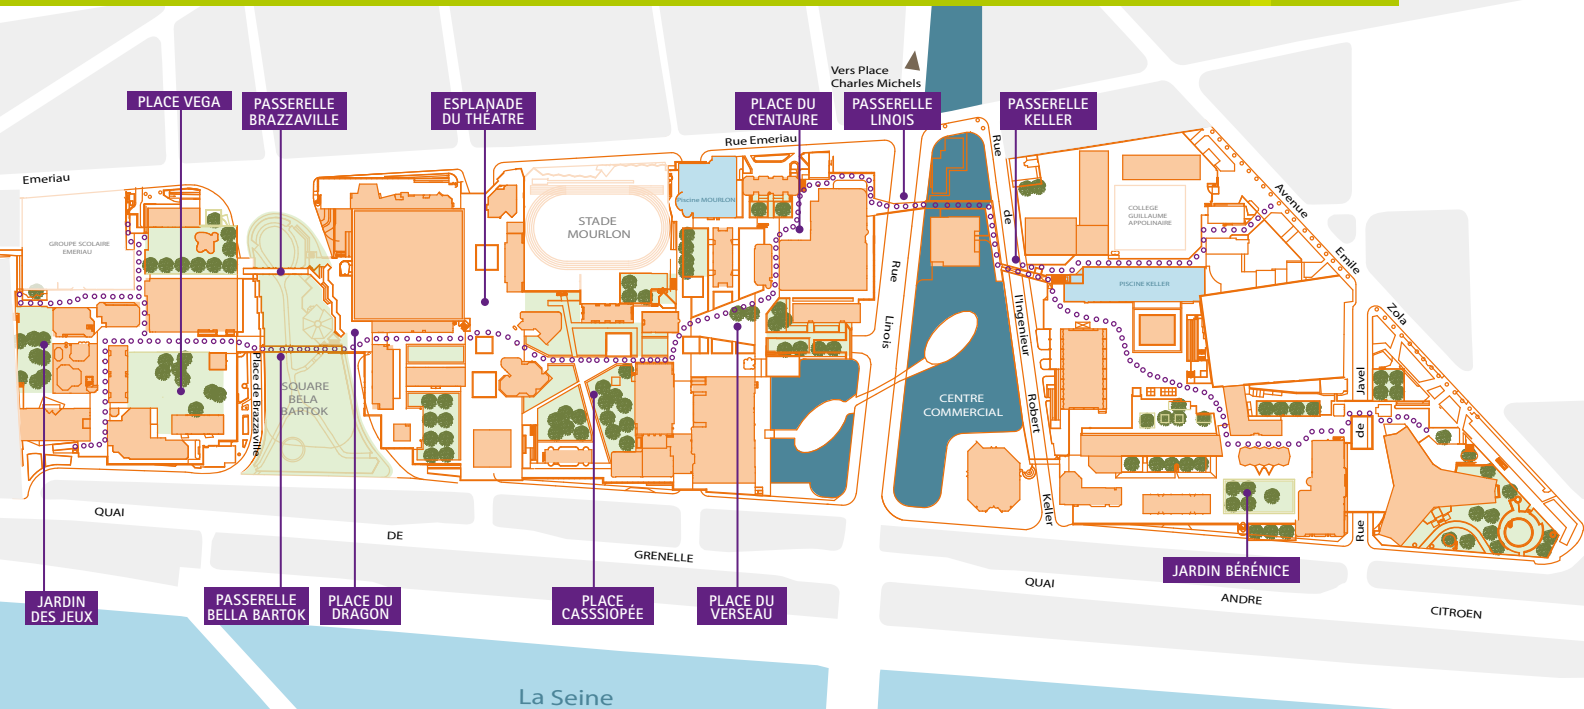 Vers Place
Charles Michels
PLACE VEGA
PASSERELLE
BRAZZAVILLE
ESPLANADE
DU THÉATRE
PLACE DU
CENTAURE
PASSERELLE
LINOIS
PASSERELLE
KELLER
Rue Emeriau
Emeriau
Rue
de
l'Ingenieur
Robert
Keller
Avenue
Emile
Zola
GROUPE SCOLAIRE
EMERIAU
STADE
MOURLON
Piscine MOURLON
COLLEGE
GUILLAUME
APPOLINAIRE
PISCINE KELLER
Rue
Linois
Place de Brazzaville
SQUARE
BELA
BARTOK
CENTRE
COMMERCIAL
Rue
de
Javel
QUAI
DE
GRENELLE
QUAI
ANDRE
CITROEN
JARDIN BÉRÉNICE
JARDIN
DES JEUX
PASSERELLE
BELLA BARTOK
PLACE DU
DRAGON
PLACE
CASSSIOPÉE
PLACE DU
VERSEAU
La Seine